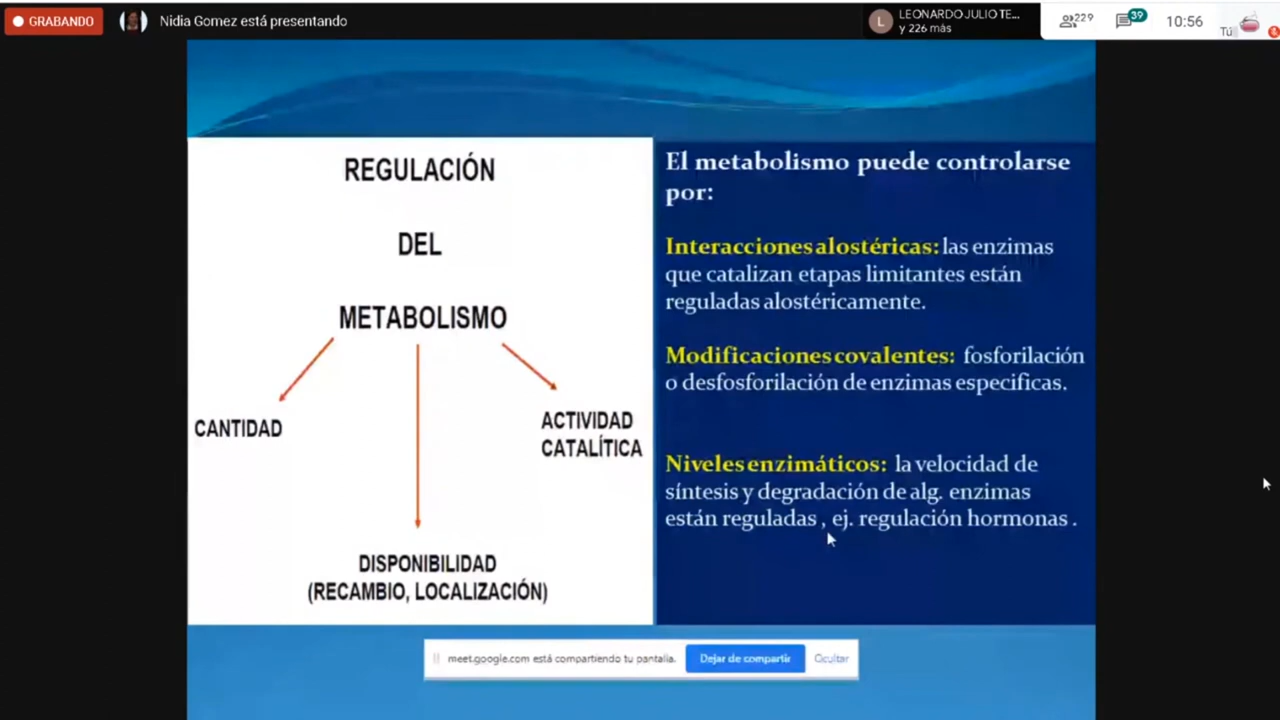 GRABANDO
Nidia Gomez está presentando
L
LEONARDO JULIO TE...
y 226 más
229
39
10:56
Tú
REGULACIÓN
DEL
METABOLISMO
CANTIDAD
ACTIVIDAD
CATALÍTICA
DISPONIBILIDAD
(RECAMBIO, LOCALIZACIÓN)
El metabolismo puede controlarse
por:
Interacciones alostéricas: las enzimas
que catalizan etapas limitantes están
reguladas alostéricamente.
Modificaciones covalentes: fosforilación
o desfosforilación de enzimas especificas.
Niveles enzimáticos: la velocidad de
síntesis y degradación de alg. enzimas
están reguladas , ej. regulación hormonas .
meet.google.com está compartiendo tu pantalla.
Dejar de compartir
Ocultar